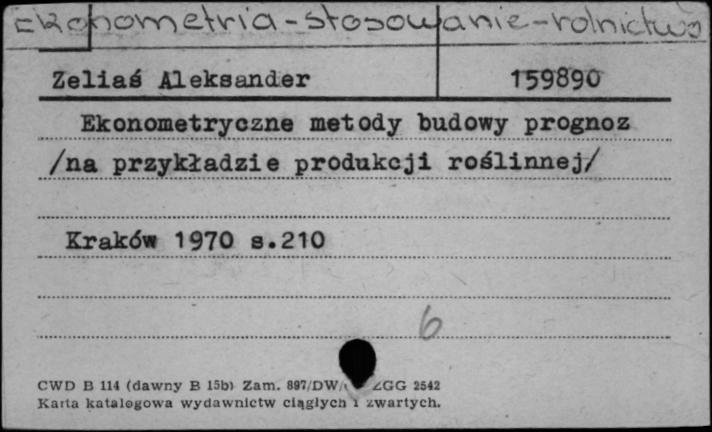 Ekonometria-stosowanie-rolnictwo
Zeliaś Aleksander 159890
Ekonometryczne metody budowy prognoz
/na przykładzie produkcji roślinnej/
Kraków 1970 s.210
6
CWD B 114 (dawny B 15b) Zam. 897/DW/ ZGG 2542
Karta katalogowa wydawnictw ciągłych i zwartych.